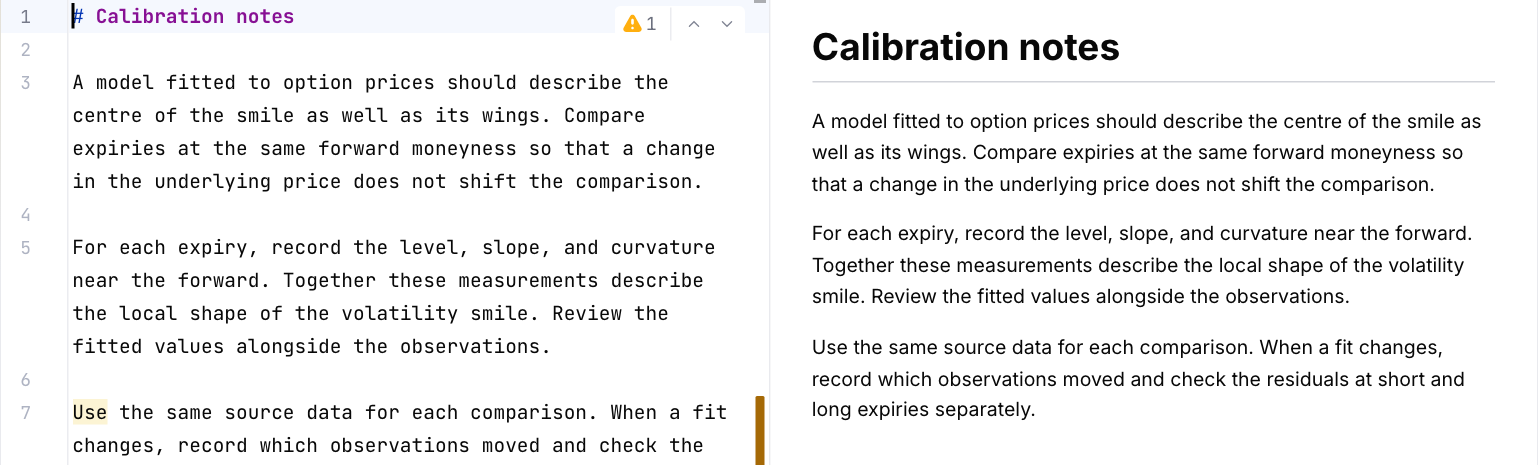 1 # Calibration notes
1
2
3 A model fitted to option prices should describe the
centre of the smile as well as its wings. Compare
expiries at the same forward moneyness so that a change
in the underlying price does not shift the comparison.
4
5 For each expiry, record the level, slope, and curvature
near the forward. Together these measurements describe
the local shape of the volatility smile. Review the
fitted values alongside the observations.
6
7 Use the same source data for each comparison. When a fit
changes, record which observations moved and check the
Calibration notes
A model fitted to option prices should describe the centre of the smile as
well as its wings. Compare expiries at the same forward moneyness so
that a change in the underlying price does not shift the comparison.
For each expiry, record the level, slope, and curvature near the forward.
Together these measurements describe the local shape of the volatility
smile. Review the fitted values alongside the observations.
Use the same source data for each comparison. When a fit changes,
record which observations moved and check the residuals at short and
long expiries separately.